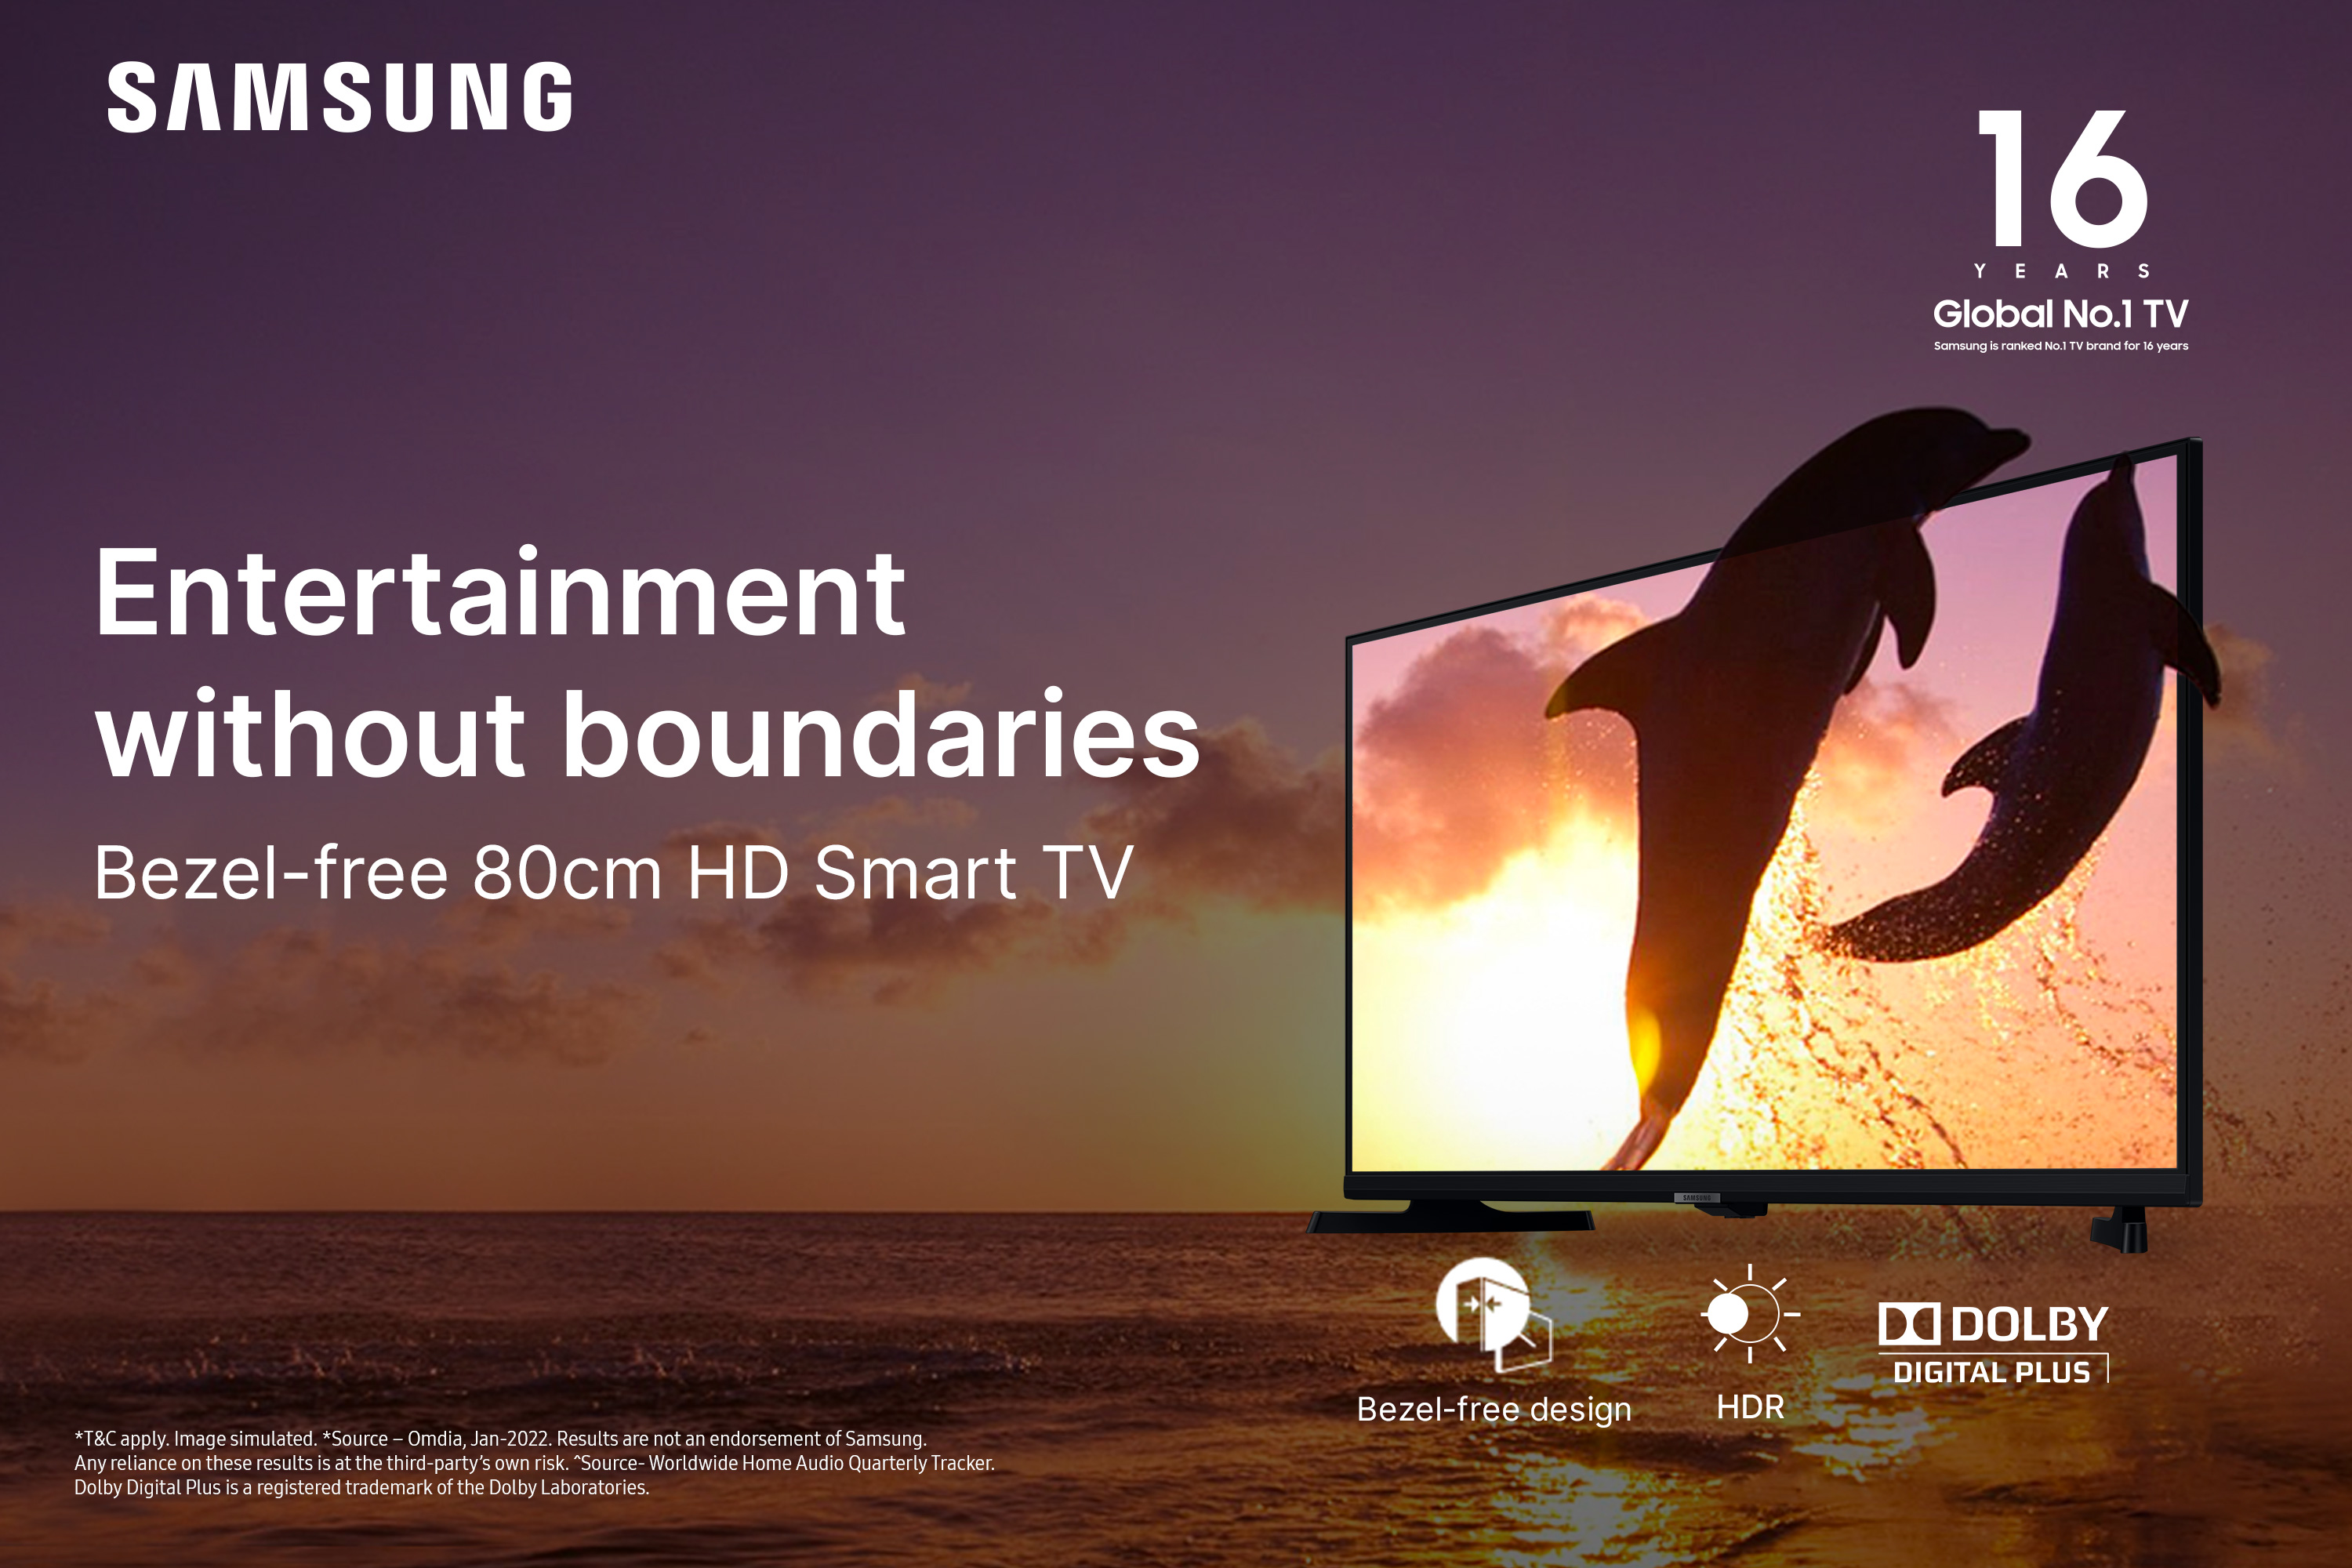 SAMSUNG
16
YEARS
Global No.1 TV
Samsung is ranked No.1 TV brand for 16 years
Entertainment
without boundaries
Bezel-free 80cm HD Smart TV
SAMSUNG
Bezel-free design
HDR
DOLBY
DIGITAL PLUS
*T&C apply. Image simulated. *Source – Omdia, Jan-2022. Results are not an endorsement of Samsung.
Any reliance on these results is at the third-party's own risk. ^Source- Worldwide Home Audio Quarterly Tracker.
Dolby Digital Plus is a registered trademark of the Dolby Laboratories.